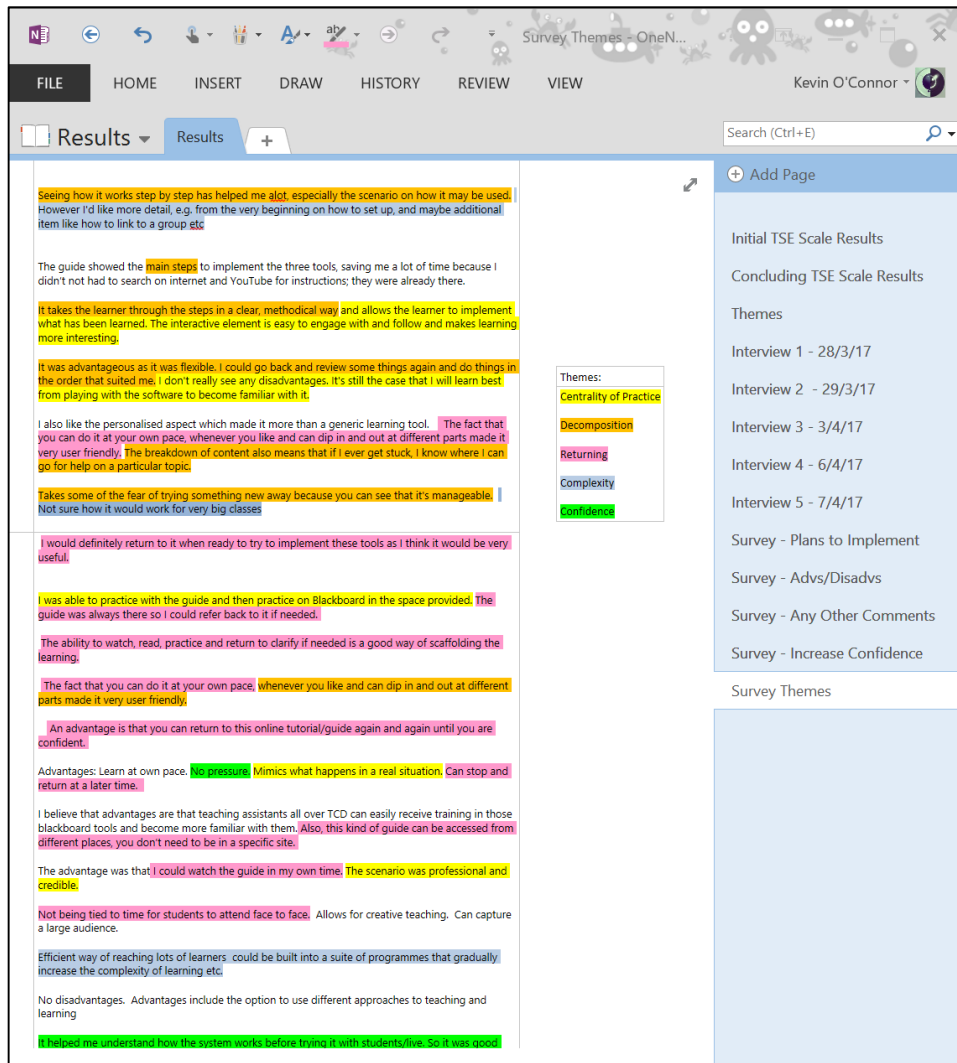 Survey Themes - OneN...
FILE HOME INSERT DRAW HISTORY REVIEW VIEW Kevin O'Connor
Results Results + Search (Ctrl+E)
Seeing how it works step by step has helped me alot, especially the scenario on how it may be used.
However I'd like more detail, e.g. from the very beginning on how to set up, and maybe additional
item like how to link to a group etc
The guide showed the main steps to implement the three tools, saving me a lot of time because I
didn't not had to search on internet and YouTube for instructions; they were already there.
It takes the learner through the steps in a clear, methodical way and allows the learner to implement
what has been learned. The interactive element is easy to engage with and follow and makes learning
more interesting.
It was advantageous as it was flexible. I could go back and review some things again and do things in
the order that suited me. I don't really see any disadvantages. It's still the case that I will learn best
from playing with the software to become familiar with it.
I also like the personalised aspect which made it more than a generic learning tool. The fact that
you can do it at your own pace, whenever you like and can dip in and out at different parts made it
very user friendly. The breakdown of content also means that if I ever get stuck, I know where I can
go for help on a particular topic.
Takes some of the fear of trying something new away because you can see that it's manageable.
Not sure how it would work for very big classes
I would definitely return to it when ready to try to implement these tools as I think it would be very
useful.
I was able to practice with the guide and then practice on Blackboard in the space provided. The
guide was always there so I could refer back to it if needed.
The ability to watch, read, practice and return to clarify if needed is a good way of scaffolding the
learning.
The fact that you can do it at your own pace, whenever you like and can dip in and out at different
parts made it very user friendly.
An advantage is that you can return to this online tutorial/guide again and again until you are
confident.
Advantages: Learn at own pace. No pressure. Mimics what happens in a real situation. Can stop and
return at a later time.
I believe that advantages are that teaching assistants all over TCD can easily receive training in those
blackboard tools and become more familiar with them. Also, this kind of guide can be accessed from
different places, you don't need to be in a specific site.
The advantage was that I could watch the guide in my own time. The scenario was professional and
credible.
Not being tied to time for students to attend face to face. Allows for creative teaching. Can capture
a large audience.
Efficient way of reaching lots of learners could be built into a suite of programmes that gradually
increase the complexity of learning etc.
No disadvantages. Advantages include the option to use different approaches to teaching and
learning
It helped me understand how the system works before trying it with students/live. So it was good
Themes:
Centrality of Practice
Decomposition
Returning
Complexity
Confidence
Add Page
Initial TSE Scale Results
Concluding TSE Scale Results
Themes
Interview 1 - 28/3/17
Interview 2 - 29/3/17
Interview 3 - 3/4/17
Interview 4 - 6/4/17
Interview 5 - 7/4/17
Survey - Plans to Implement
Survey - Advs/Disadvs
Survey - Any Other Comments
Survey - Increase Confidence
Survey Themes